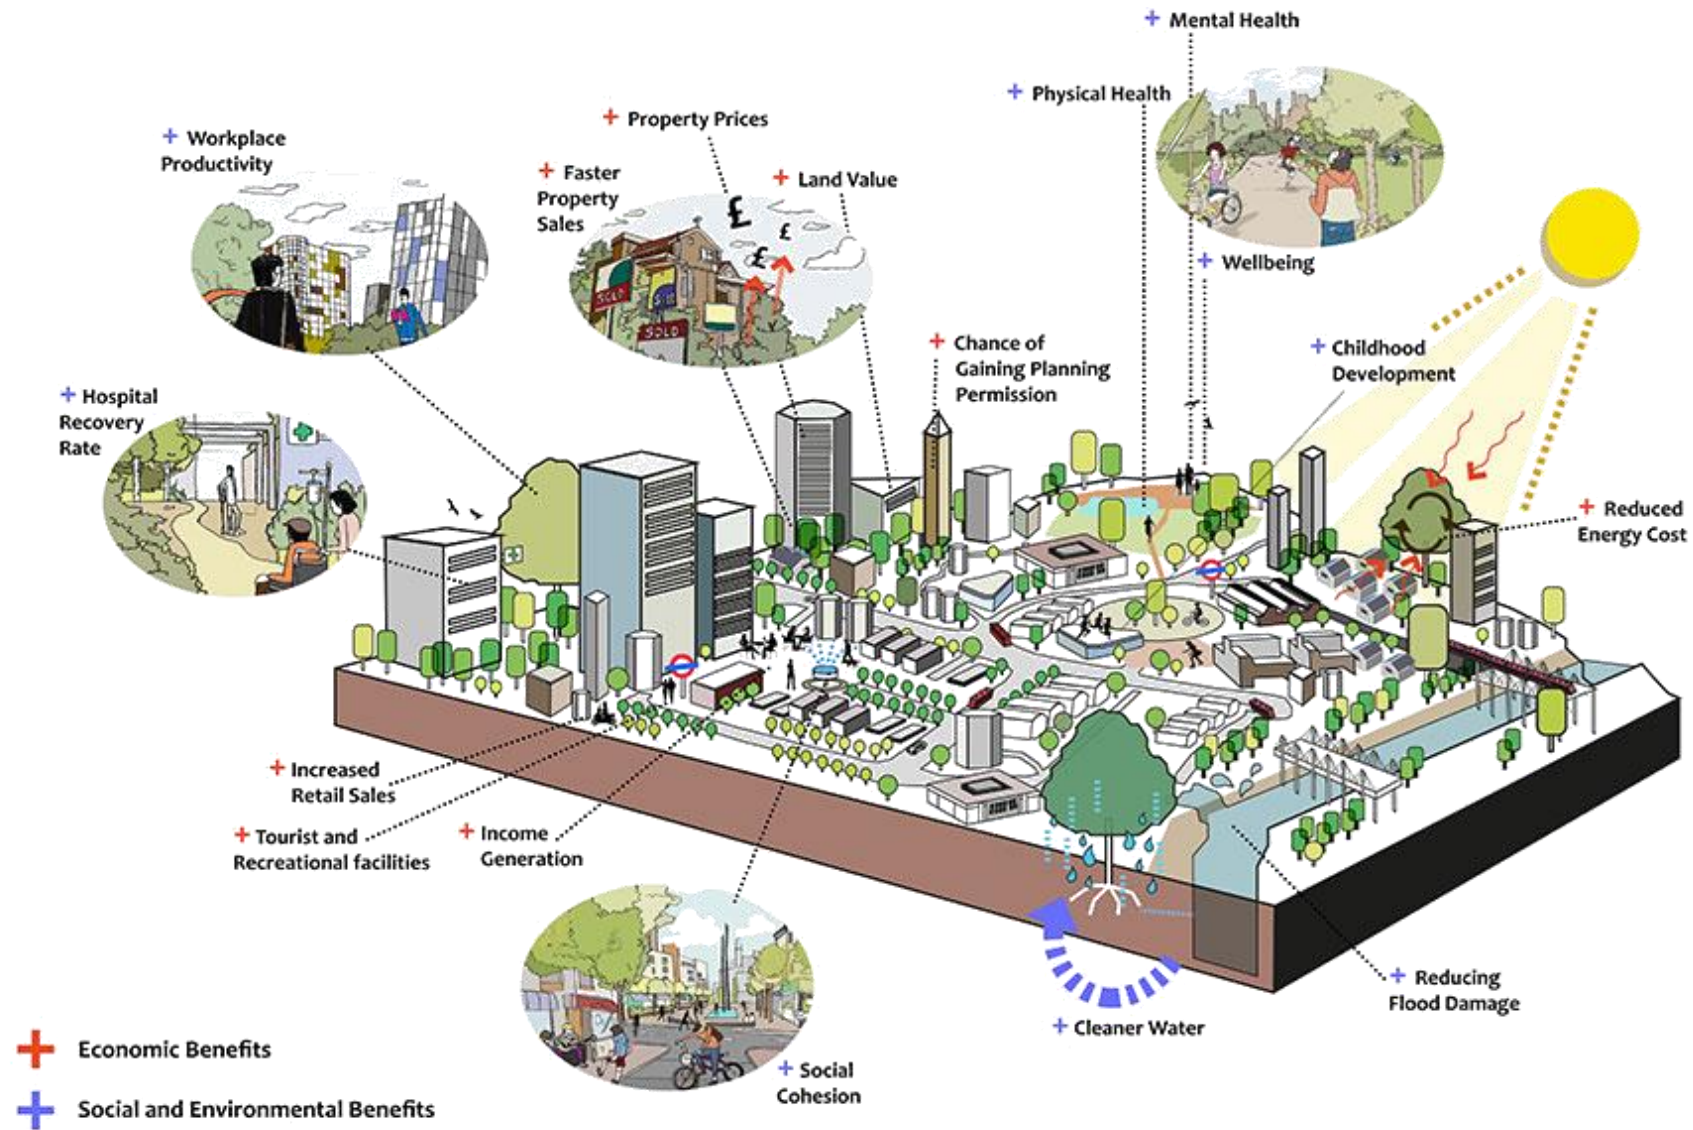 + Mental Health
+ Physical Health
+ Property Prices
+ Workplace
Productivity
+ Faster
Property
Sales
+ Land Value
£
£
£
SOLD
SOLD
+ Wellbeing
+ Chance of
Gaining Planning
Permission
+ Childhood
Development
+ Hospital
Recovery
Rate
+ Reduced
Energy Cost
+ Increased
Retail Sales
+ Tourist and
Recreational facilities
+ Income
Generation
+ Reducing
Flood Damage
+ Cleaner Water
+ Social
Cohesion
+ Economic Benefits
+ Social and Environmental Benefits